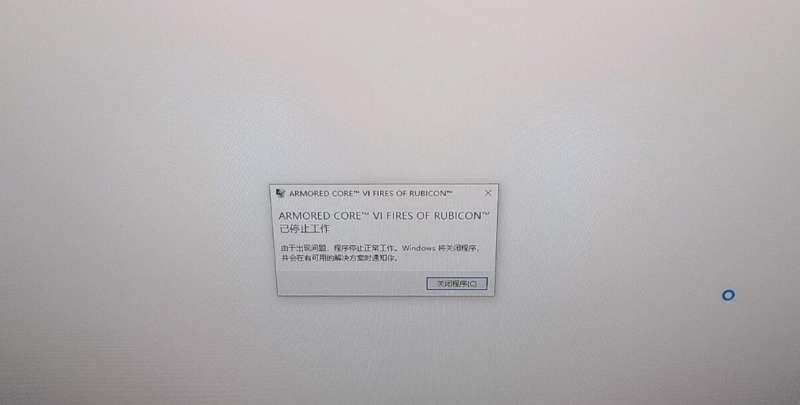 ARMORED CORE™ VI FIRES OF RUBICON™
ARMORED CORE™ VI FIRES OF RUBICON™
已停止工作
由于出现问题，程序停止正常工作。Windows 将关闭程序，
并会在有可用的解决方案时通知你。
关闭程序(C)